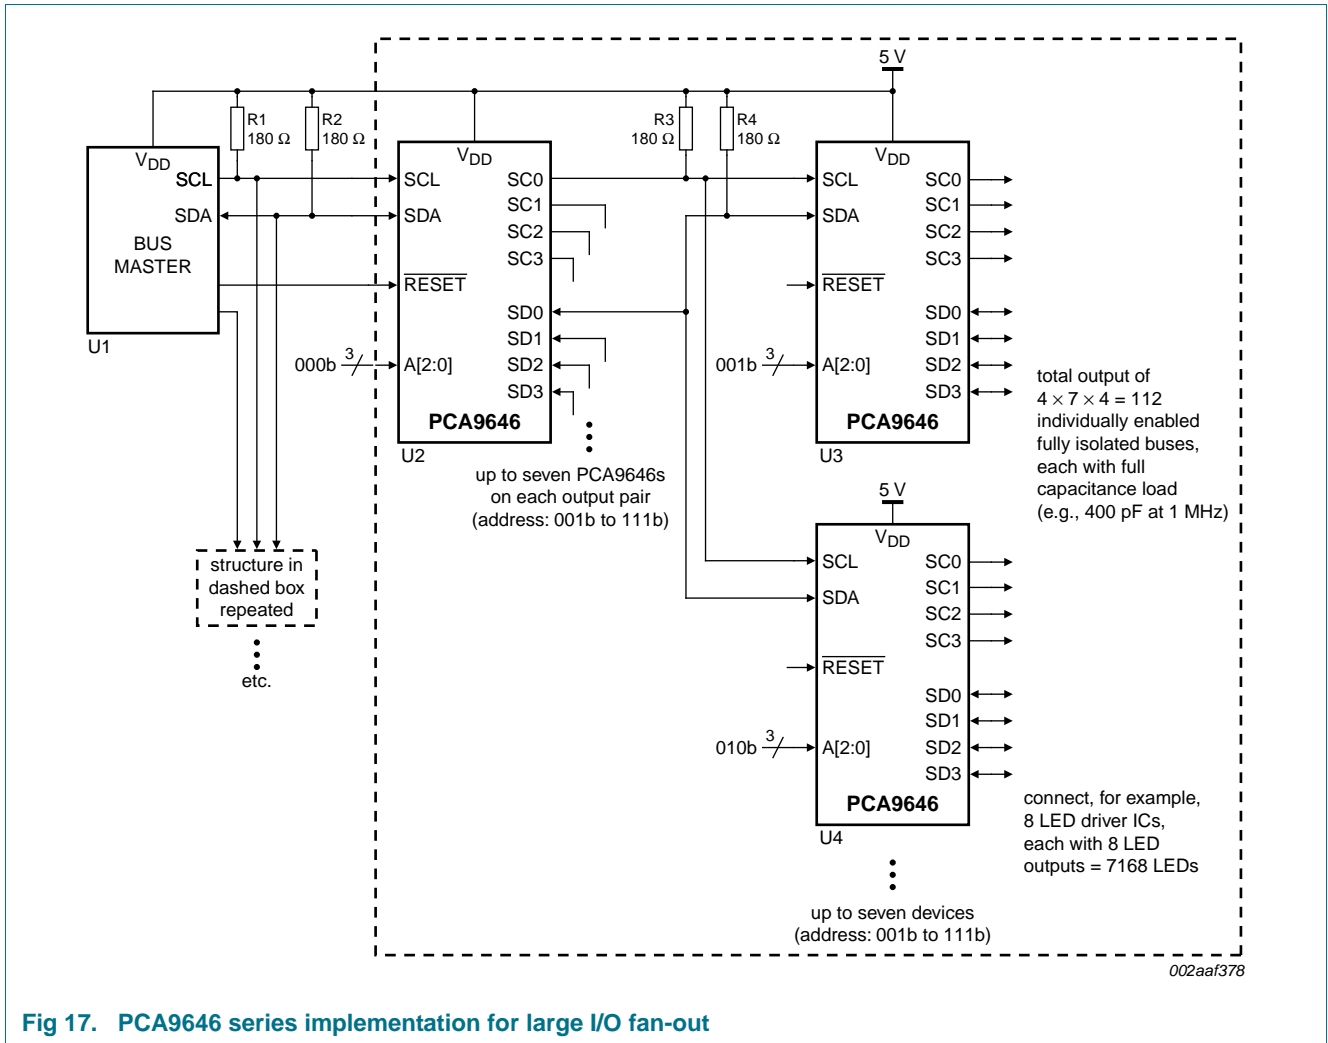 5 V
R1
180 Ω
R2
180 Ω
R3
180 Ω
R4
180 Ω
VDD
SCL
SDA
BUS
MASTER
U1
VDD
SCL
SDA
RESET
A[2:0]
000b
3
SC0
SC1
SC2
SC3
SD0
SD1
SD2
SD3
PCA9646
U2
up to seven PCA9646s
on each output pair
(address: 001b to 111b)
VDD
SCL
SDA
RESET
A[2:0]
001b
3
SC0
SC1
SC2
SC3
SD0
SD1
SD2
SD3
PCA9646
U3
total output of
4 × 7 × 4 = 112
individually enabled
fully isolated buses,
each with full
capacitance load
(e.g., 400 pF at 1 MHz)
5 V
VDD
SCL
SDA
RESET
A[2:0]
010b
3
SC0
SC1
SC2
SC3
SD0
SD1
SD2
SD3
PCA9646
U4
connect, for example,
8 LED driver ICs,
each with 8 LED
outputs = 7168 LEDs
up to seven devices
(address: 001b to 111b)
structure in
dashed box
repeated
etc.
002aaf378
Fig 17. PCA9646 series implementation for large I/O fan-out